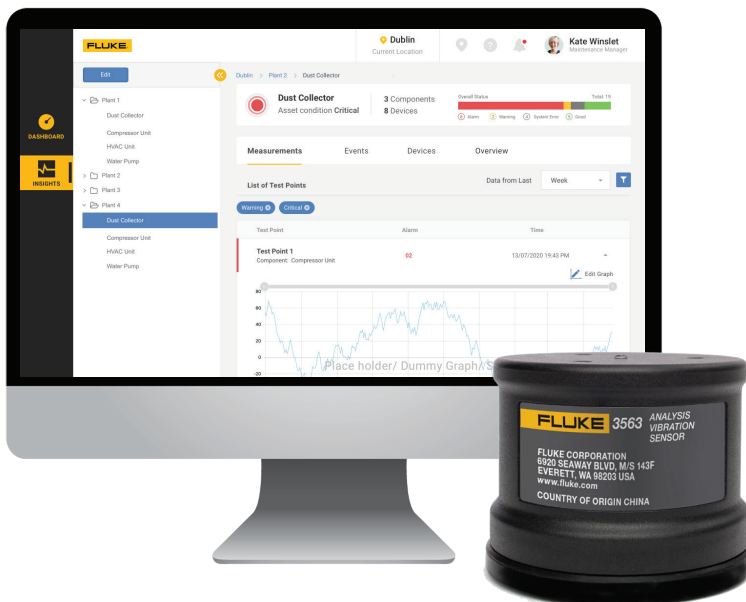 FLUKE®
Dublin
Current Location
Kate Winslet
Maintenance Manager
DASHBOARD
INSIGHTS
Edit
Plant 1
Dust Collector
Compressor Unit
HVAC Unit
Water Pump
Plant 2
Plant 3
Plant 4
Dust Collector
Compressor Unit
HVAC Unit
Water Pump
Dublin > Plant 2 > Dust Collector
Dust Collector
Asset condition Critical
3 Components
8 Devices
Overall Status
Total: 19
6 Alarm
3 Warning
4 System Error
5 Good
Measurements
Events
Devices
Overview
List of Test Points
Data from Last
Week
Warning
Critical
Test Point
Alarm
Time
Test Point 1
Component: Compressor Unit
02
13/07/2020 19:43 PM
Edit Graph
80
60
40
20
0
-20
Place holder/ Dummy Graph/ S
FLUKE 3563 ANALYSIS
VIBRATION
SENSOR
FLUKE CORPORATION
6920 SEAWAY BLVD, M/S 143F
EVERETT, WA 98203 USA
www.fluke.com
COUNTRY OF ORIGIN CHINA